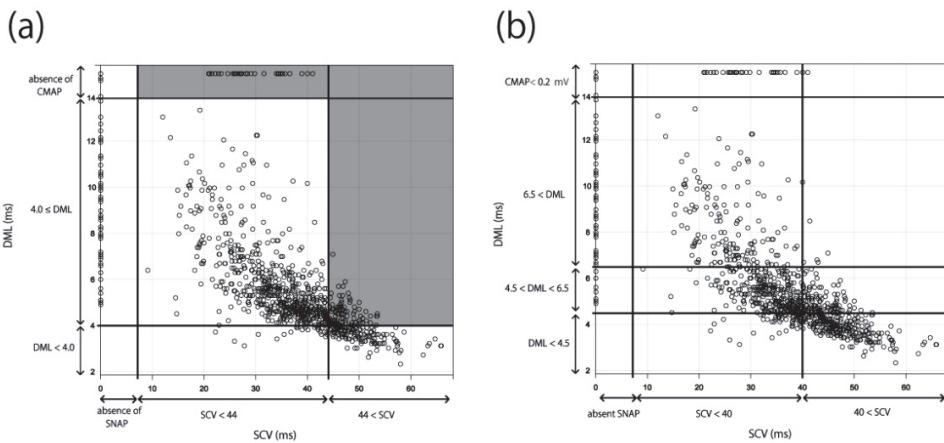 (a)
absence of
CMAP
14
12
10
8
6
4
2
4.0 ≤ DML
DML < 4.0
DML (ms)
0
10
20
30
40
50
60
absence of
SNAP
SCV < 44
44 < SCV
SCV (ms)
(b)
CMAP< 0.2 mV
14
12
10
8
6
4
2
6.5 < DML
4.5 < DML < 6.5
DML < 4.5
DML (ms)
0
10
20
30
40
50
60
absent SNAP
SCV < 40
40 < SCV
SCV (ms)